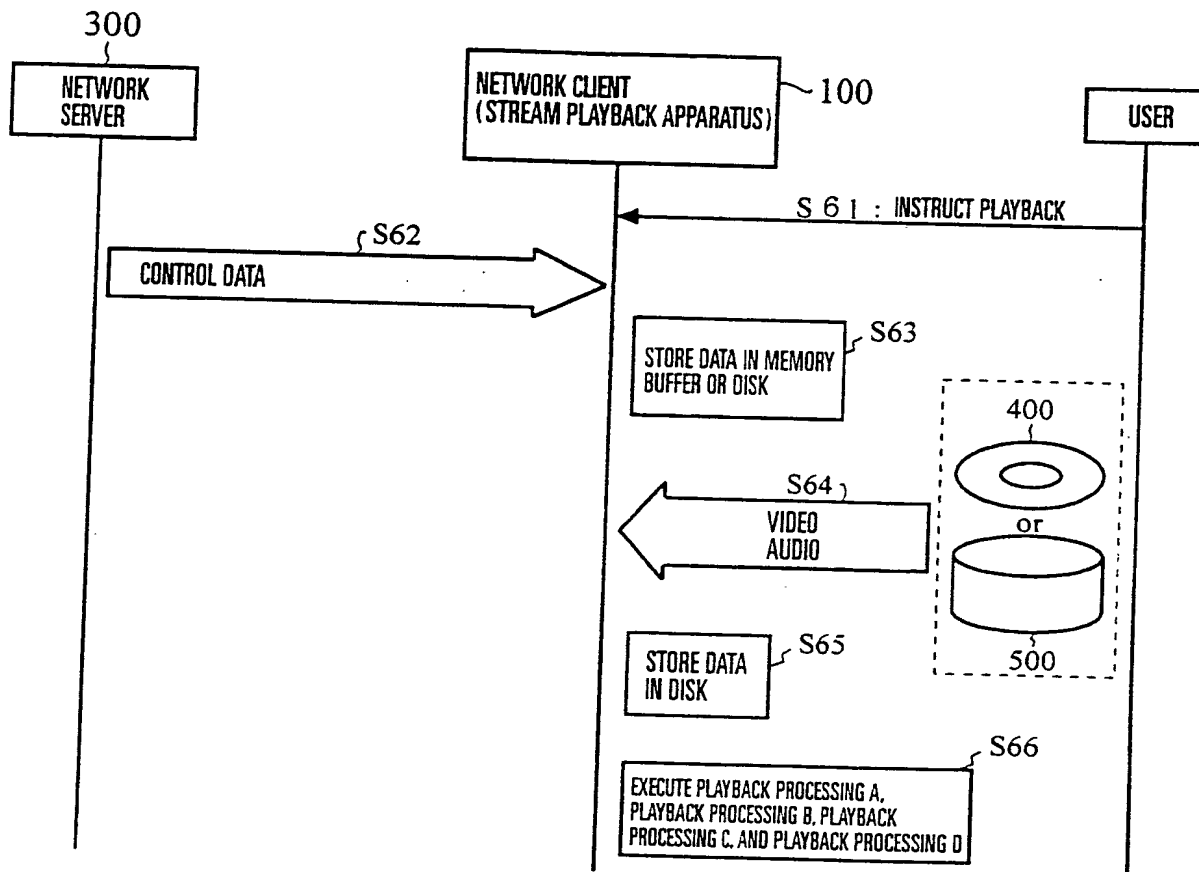 300
NETWORK
SERVER
NETWORK CLIENT
(STREAM PLAYBACK APPARATUS)
100
USER
S61 : INSTRUCT PLAYBACK
S62
CONTROL DATA
S63
STORE DATA IN MEMORY
BUFFER OR DISK
400
or
500
S64
VIDEO
AUDIO
S65
STORE DATA
IN DISK
S66
EXECUTE PLAYBACK PROCESSING A,
PLAYBACK PROCESSING B, PLAYBACK
PROCESSING C, AND PLAYBACK PROCESSING D